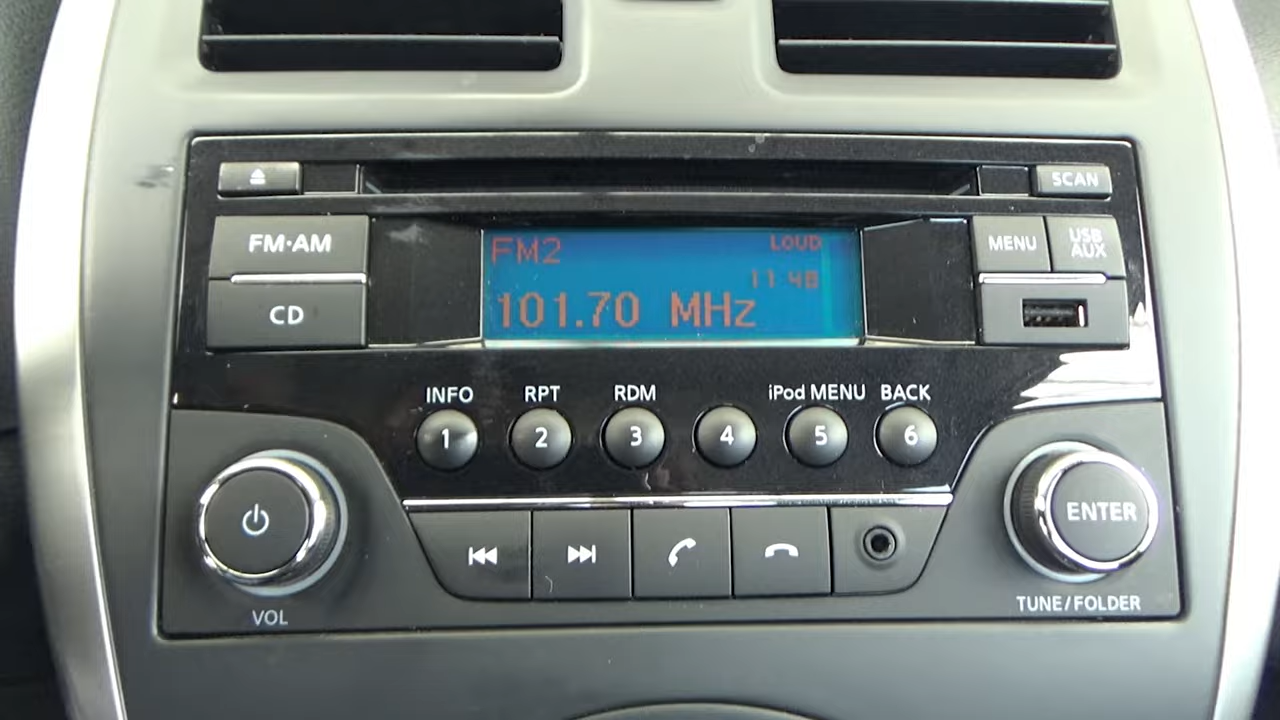 SCAN
FM·AM
MENU
USB
AUX
CD
FM2
LOUD
11:48
101.70 MHz
INFO
RPT
RDM
iPod MENU
BACK
1
2
3
4
5
6
ENTER
VOL
TUNE/FOLDER